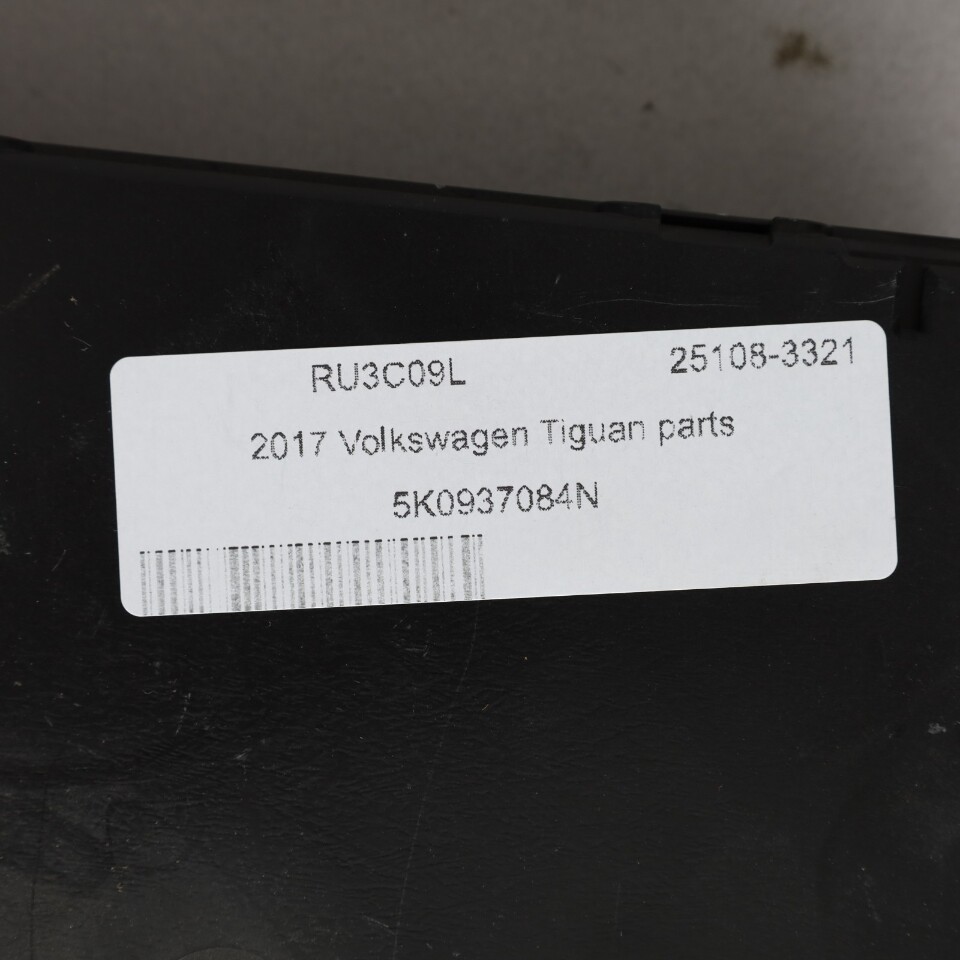 RU3C09L 25108-3321
2017 Volkswagen Tiguan parts
5K0937084N